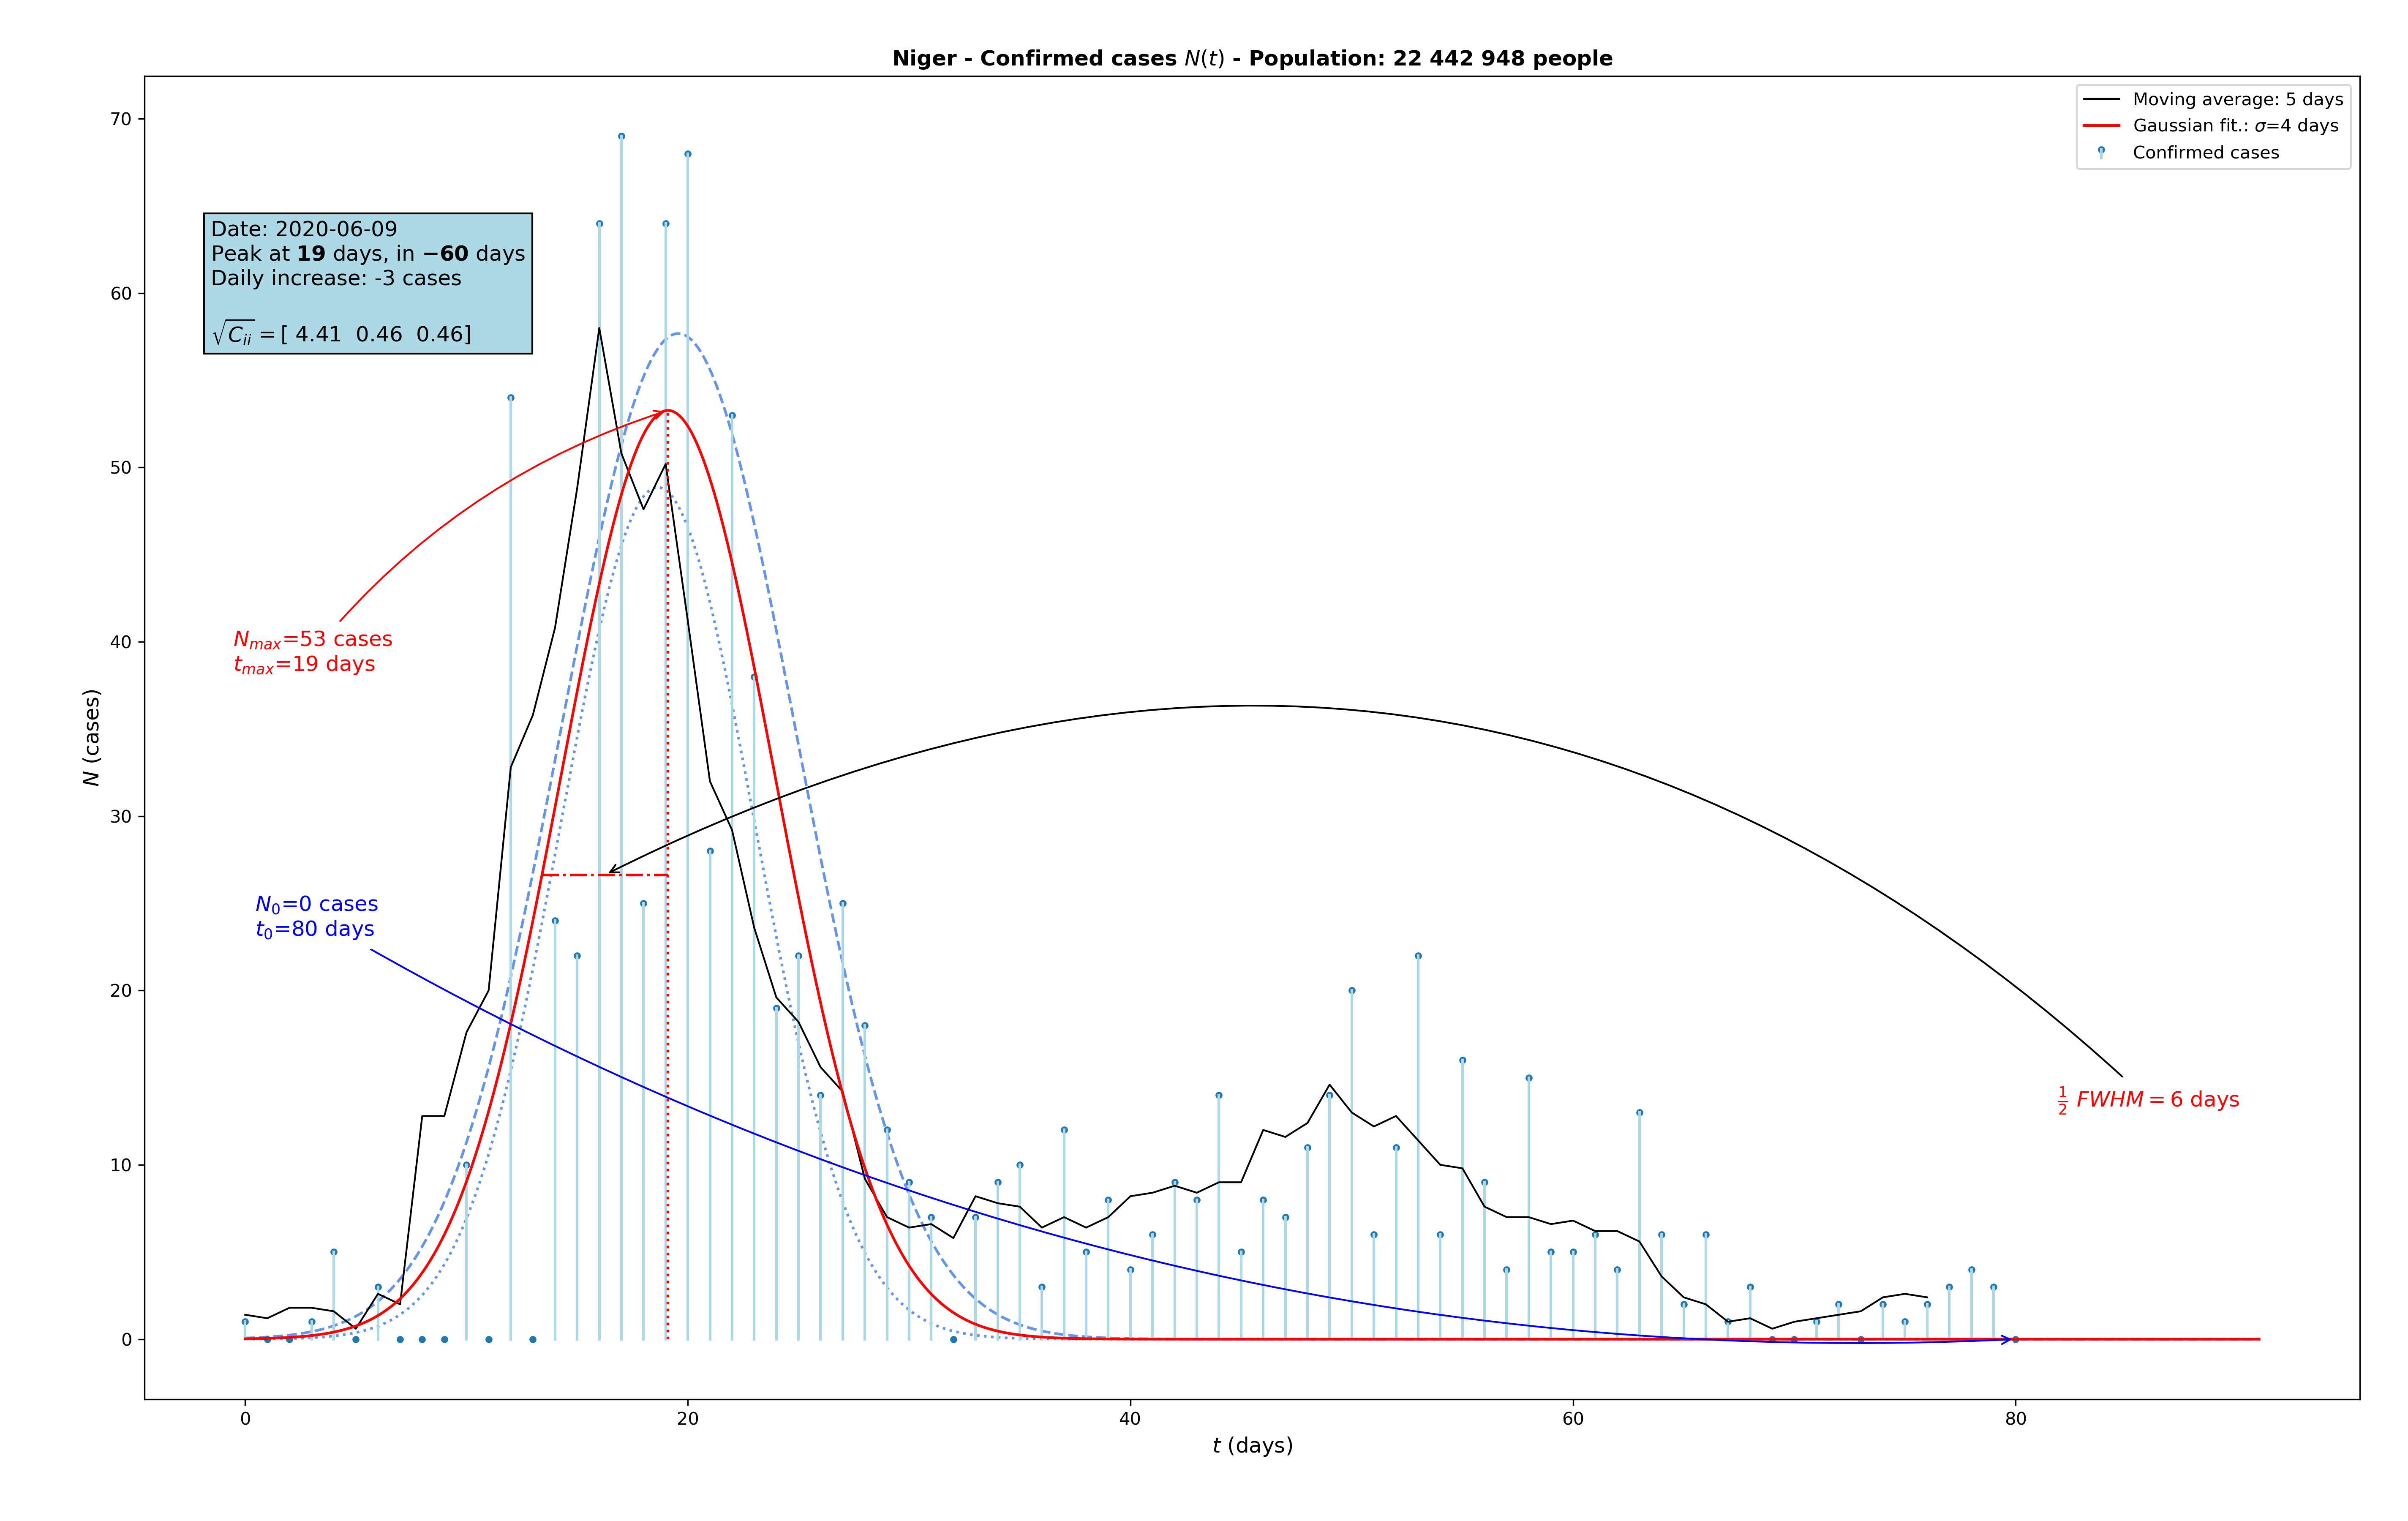 Niger - Confirmed cases N(t) - Population: 22 442 948 people
Moving average: 5 days
Gaussian fit.: σ=4 days
Confirmed cases
Date: 2020-06-09
Peak at 19 days, in −60 days
Daily increase: -3 cases
√C_ii = [ 4.41 0.46 0.46]
N_max=53 cases
t_max=19 days
N_0=0 cases
t_0=80 days
1/2 FWHM = 6 days
N (cases)
70
60
50
40
30
20
10
0
0 20 40 60 80
t (days)